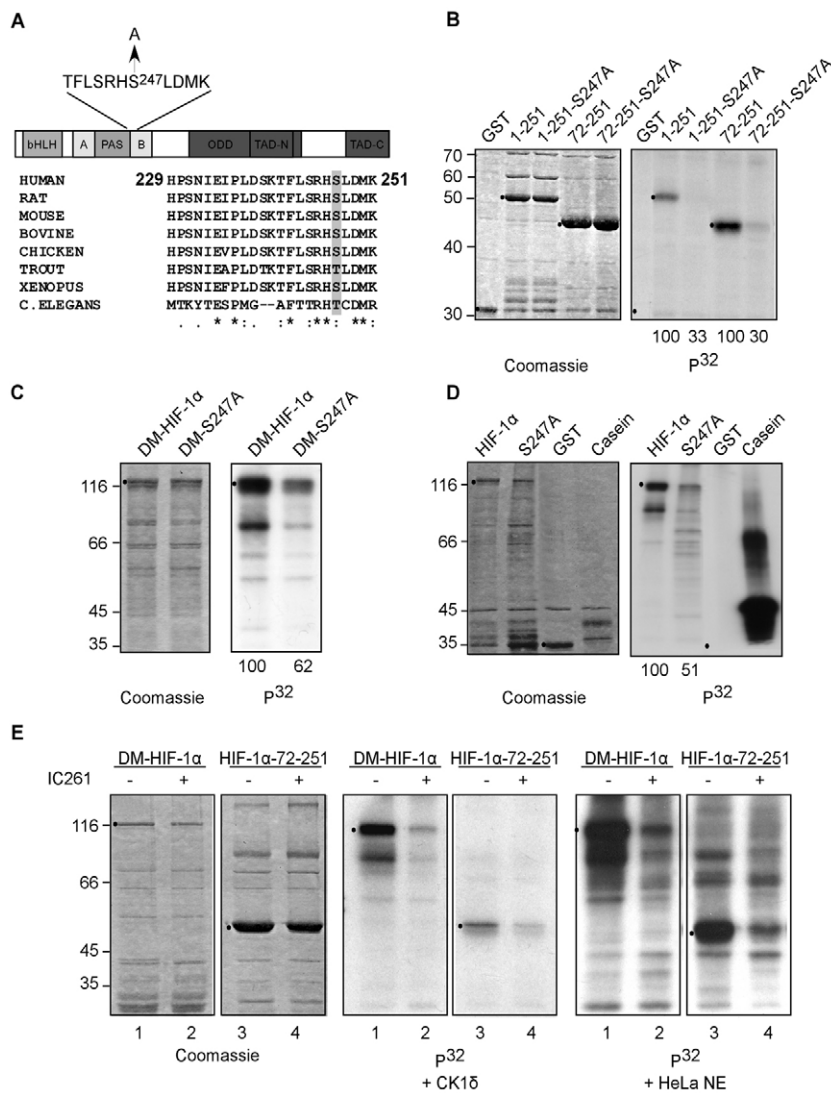 A
A
TFLSRHS247LDMK
bHLH A PAS B ODD TAD-N TAD-C
HUMAN 229 HPSNIEIPLDSKTFLSRHSLDMK 251
RAT HPSNIEIPLDSKTFLSRHSLDMK
MOUSE HPSNIEIPLDSKTFLSRHSLDMK
BOVINE HPSNIEIPLDSKTFLSRHSLDMK
CHICKEN HPSNIEVPLDSKTFLSRHSLDMK
TROUT HPSNIEAPLDTKTFLSRHTLDMK
XENOPUS HPSNIEFPLDSKTFLSRHSLDMK
C.ELEGANS MTKYTESPMG--AFTTRHTCDMR
. . * *:. :* :**: **:
B
GST 1-251 1-251-S247A 72-251 72-251-S247A
GST 1-251 1-251-S247A 72-251 72-251-S247A
70
60
50
40
30
100 33 100 30
Coomassie P32
C
DM-HIF-1α DM-S247A
DM-HIF-1α DM-S247A
116
66
45
35
100 62
Coomassie P32
D
HIF-1α S247A GST Casein
HIF-1α S247A GST Casein
116
66
45
35
100 51
Coomassie P32
E
DM-HIF-1α HIF-1α-72-251 DM-HIF-1α HIF-1α-72-251 DM-HIF-1α HIF-1α-72-251
IC261 - + - + - + - + - + - +
116
66
45
35
1 2 3 4 1 2 3 4 1 2 3 4
Coomassie P32 P32
+ CK1δ + HeLa NE